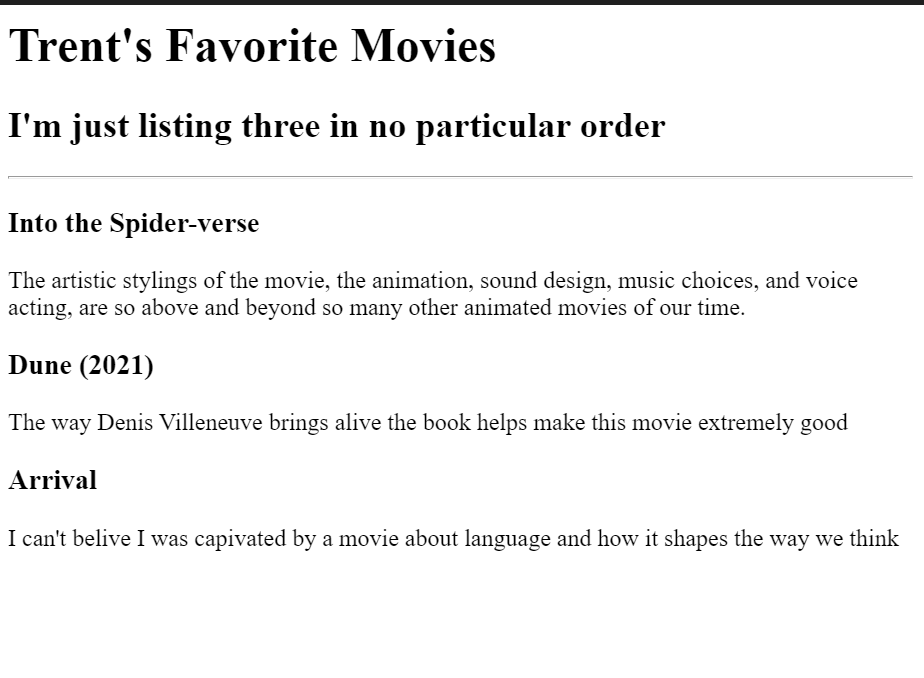 Trent's Favorite Movies
I'm just listing three in no particular order
Into the Spider-verse
The artistic stylings of the movie, the animation, sound design, music choices, and voice
acting, are so above and beyond so many other animated movies of our time.
Dune (2021)
The way Denis Villeneuve brings alive the book helps make this movie extremely good
Arrival
I can't belive I was capivated by a movie about language and how it shapes the way we think